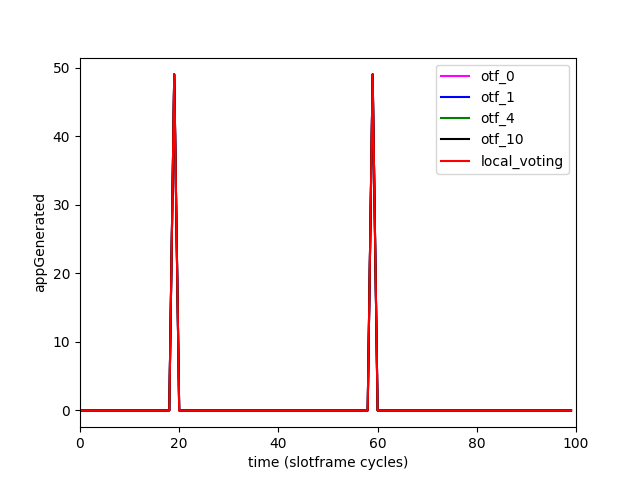 50
40
30
20
10
0
appGenerated
0 20 40 60 80 100
time (slotframe cycles)
otf_0
otf_1
otf_4
otf_10
local_voting